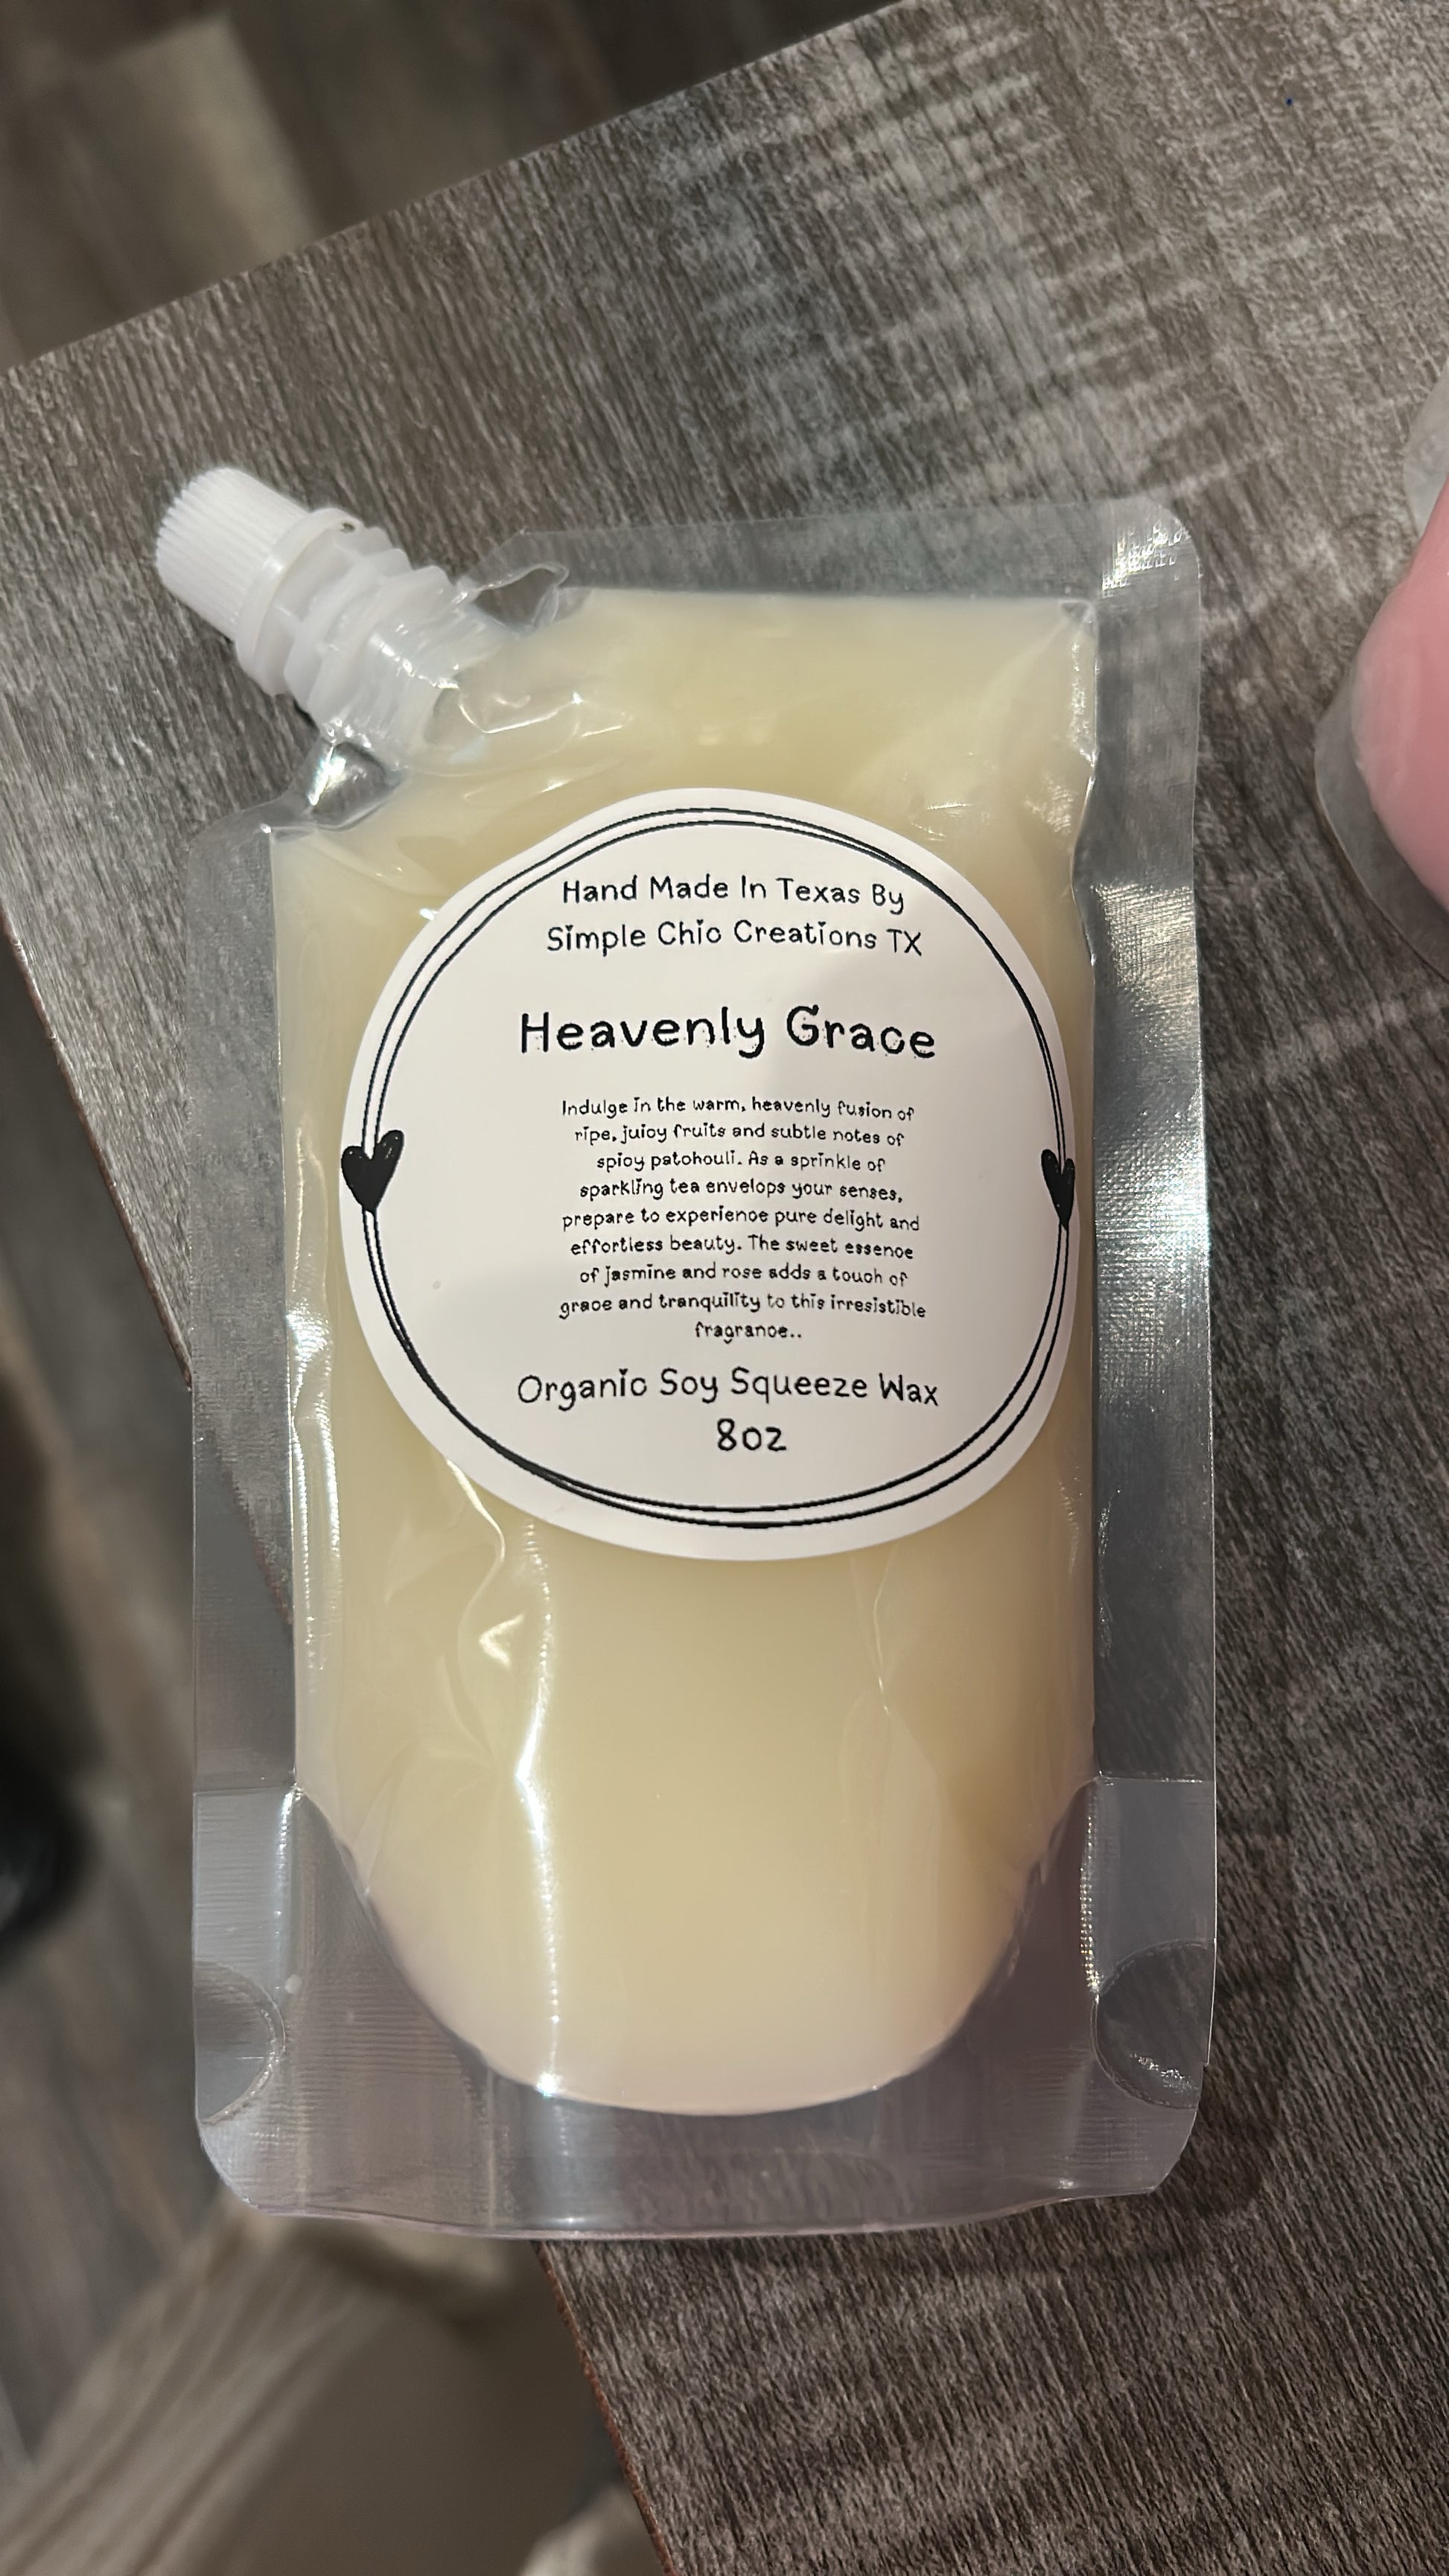 Hand Made In Texas By
Simple Chic Creations TX
Heavenly Grace
Indulge in the warm, heavenly fusion of
ripe, juicy fruits and subtle notes of
spicy patchouli. As a sprinkle of
sparkling tea envelops your senses,
prepare to experience pure delight and
effortless beauty. The sweet essence
of jasmine and rose adds a touch of
grace and tranquility to this irresistible
fragrance..
Organic Soy Squeeze Wax
8oz